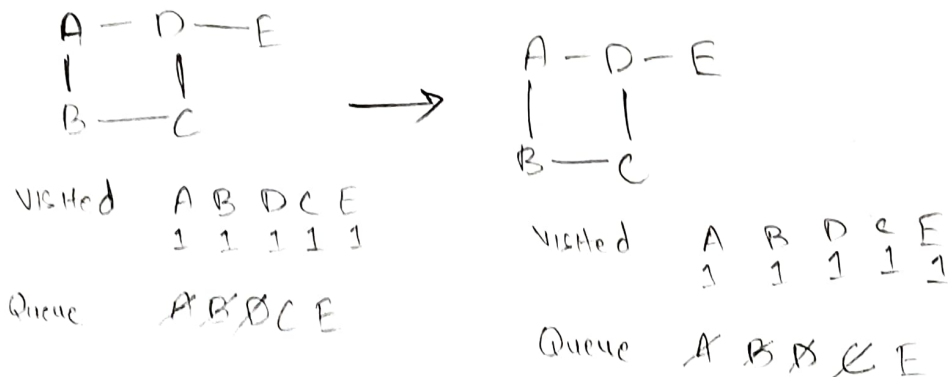 A — D — E
B — C
Visited A B D C E
1 1 1 1 1
Queue A B D C E
A — D — E
B — C
Visited A B D C E
1 1 1 1 1
Queue A B D C E